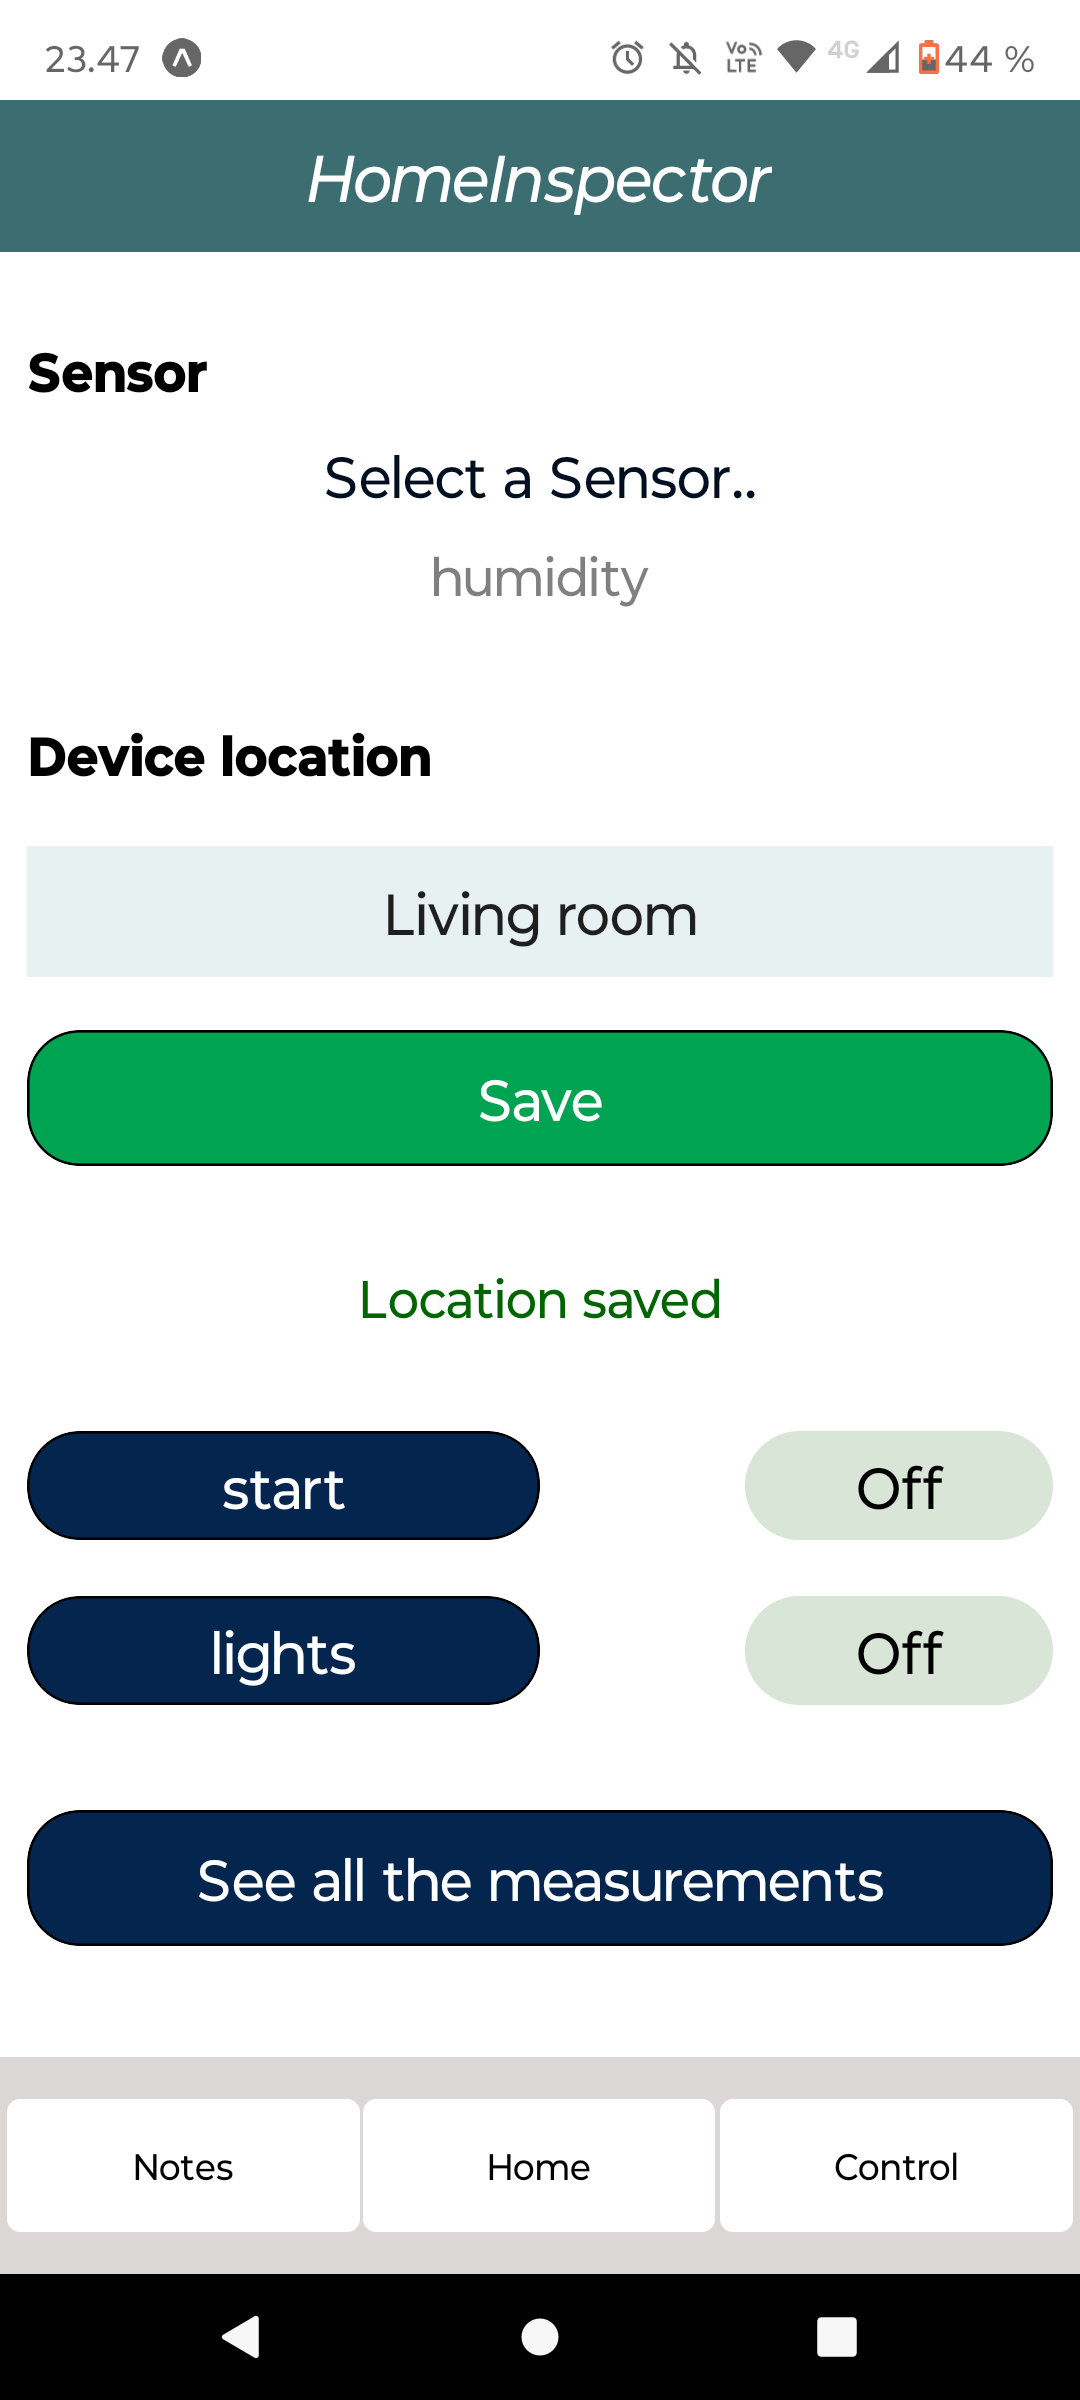 23.47
Vo LTE 4G 44 %
HomeInspector
Sensor
Select a Sensor..
humidity
Device location
Living room
Save
Location saved
start Off
lights Off
See all the measurements
Notes Home Control